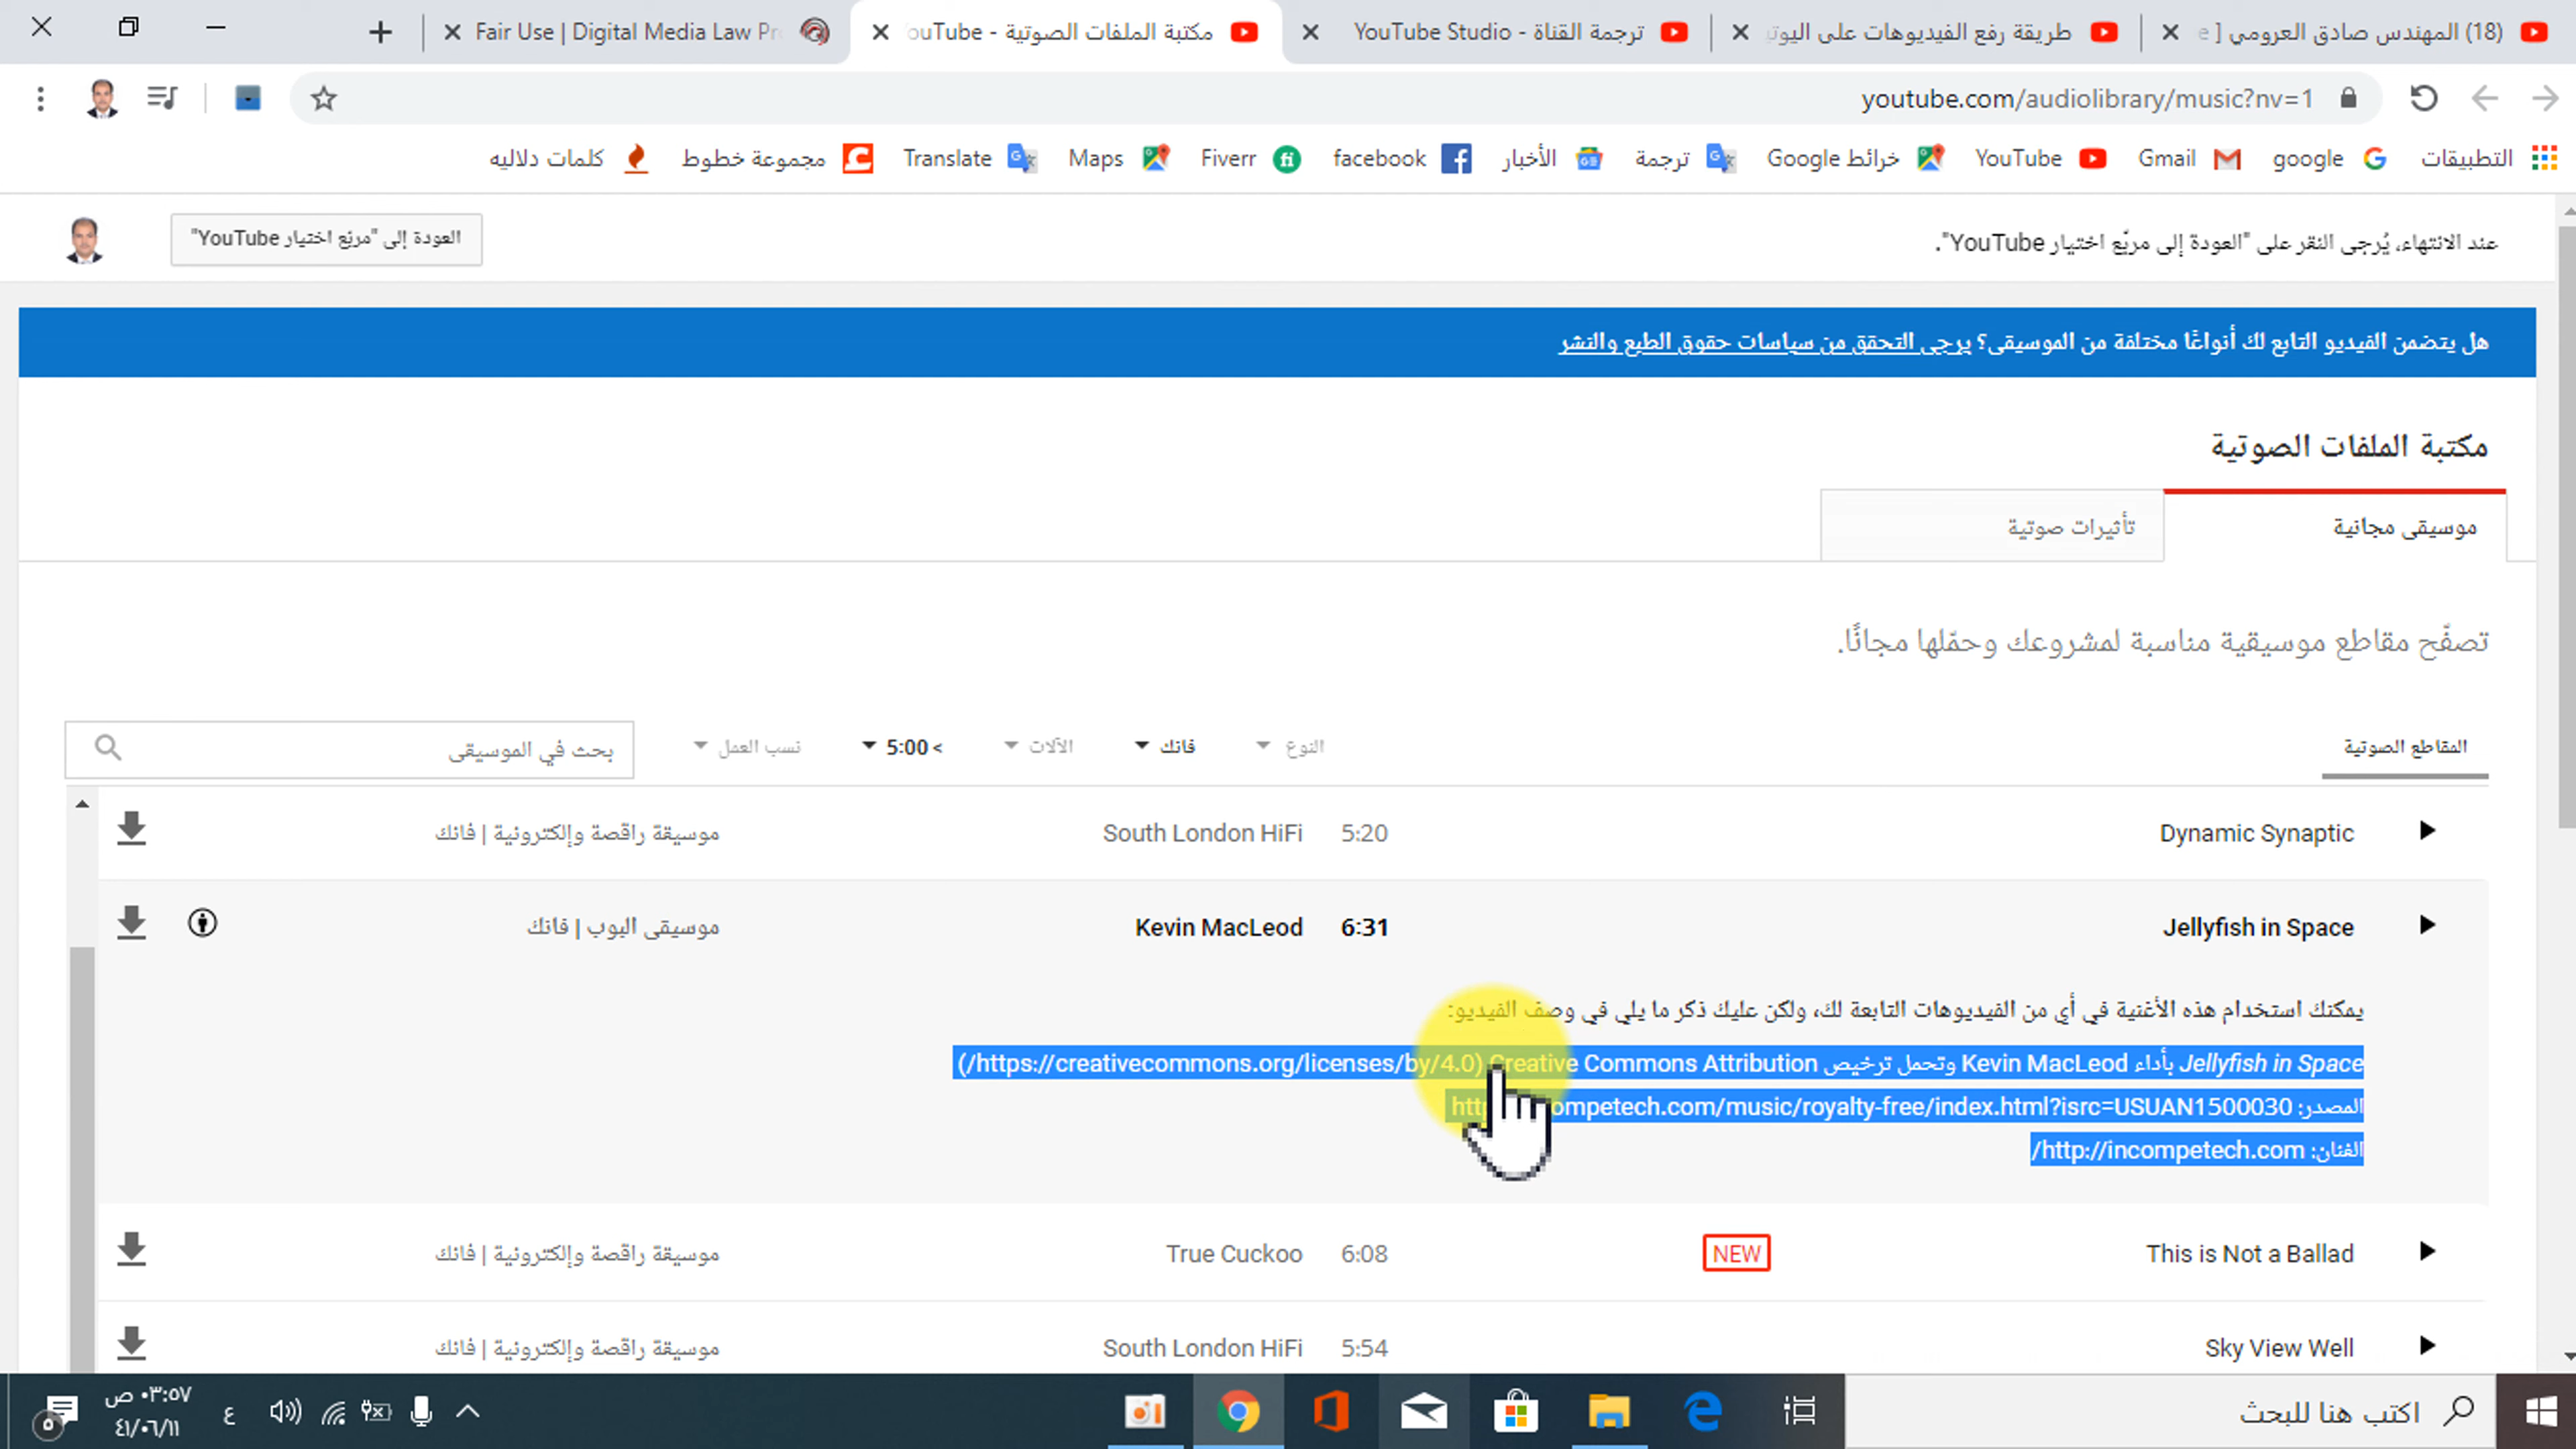 (18) المهندس صادق العرومي [ e
طريقة رفع الفيديوهات على اليوتي
ترجمة القناة - YouTube Studio
مكتبة الملفات الصوتية - YouTube
Fair Use | Digital Media Law Pro
youtube.com/audiolibrary/music?nv=1
التطبيقات google Gmail YouTube خرائط Google ترجمة الأخبار facebook Fiverr Maps Translate مجموعة خطوط كلمات دلاليه
عند الانتهاء، يُرجى النقر على "العودة إلى مربّع اختيار YouTube".
العودة إلى "مربّع اختيار YouTube"
هل يتضمن الفيديو التابع لك أنواعًا مختلفة من الموسيقى؟ يرجى التحقق من سياسات حقوق الطبع والنشر
مكتبة الملفات الصوتية
موسيقى مجانية تأثيرات صوتية
تصفّح مقاطع موسيقية مناسبة لمشروعك وحمّلها مجانًا.
المقاطع الصوتية النوع فانك الآلات > 5:00 نسب العمل بحث في الموسيقى
Dynamic Synaptic 5:20 South London HiFi موسيقة راقصة وإلكترونية | فانك
Jellyfish in Space 6:31 Kevin MacLeod موسيقى البوب | فانك
يمكنك استخدام هذه الأغنية في أي من الفيديوهات التابعة لك، ولكن عليك ذكر ما يلي في وصف الفيديو:
Jellyfish in Space بأداء Kevin MacLeod وتحمل ترخيص Creative Commons Attribution (https://creativecommons.org/licenses/by/4.0/)
المصدر: ompetech.com/music/royalty-free/index.html?isrc=USUAN1500030
الفنان: http://incompetech.com/
This is Not a Ballad NEW 6:08 True Cuckoo موسيقة راقصة وإلكترونية | فانك
Sky View Well 5:54 South London HiFi موسيقة راقصة وإلكترونية | فانك
اكتب هنا للبحث
ع
٠٣:٥٧ ص
٤١/٠٦/١١
٥